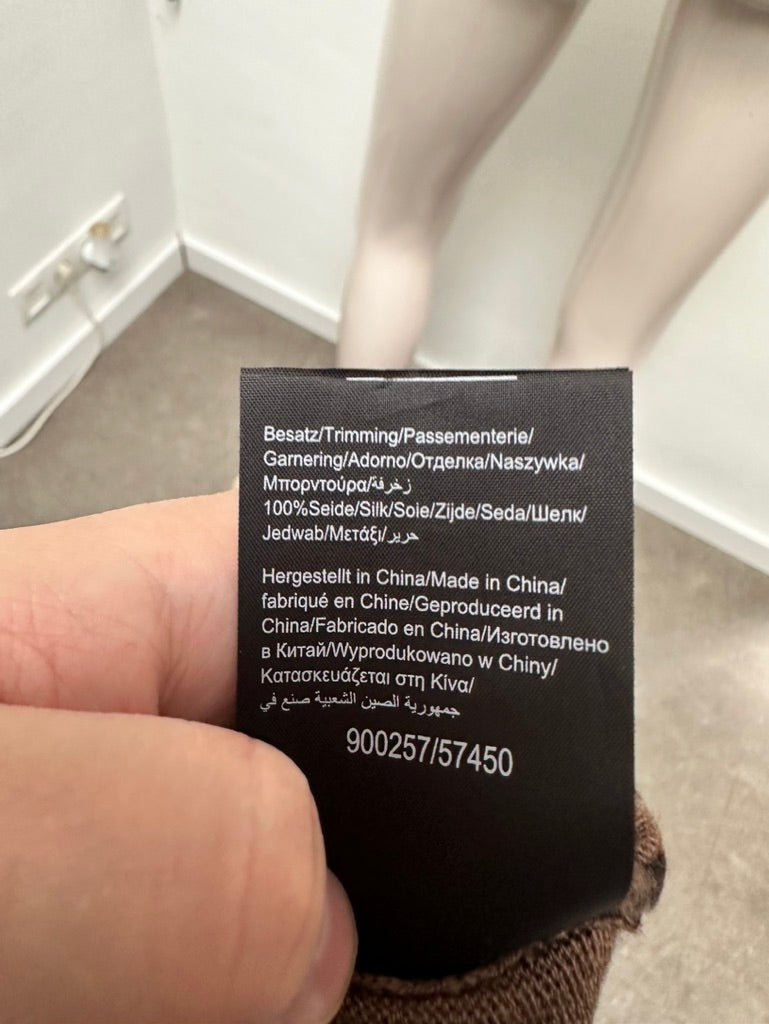 Besatz/Trimming/Passementerie/
Garnering/Adorno/Отделка/Naszywka/
Μπορντούρα/زخرفة
100%Seide/Silk/Soie/Zijde/Seda/Шелк/
Jedwab/Μετάξι/حرير
Hergestellt in China/Made in China/
fabriqué en Chine/Geproduceerd in
China/Fabricado en China/Изготовлено
в Китай/Wyprodukowano w Chiny/
Κατασκευάζεται στη Κίνα/
جمهورية الصين الشعبية صنع في
900257/57450